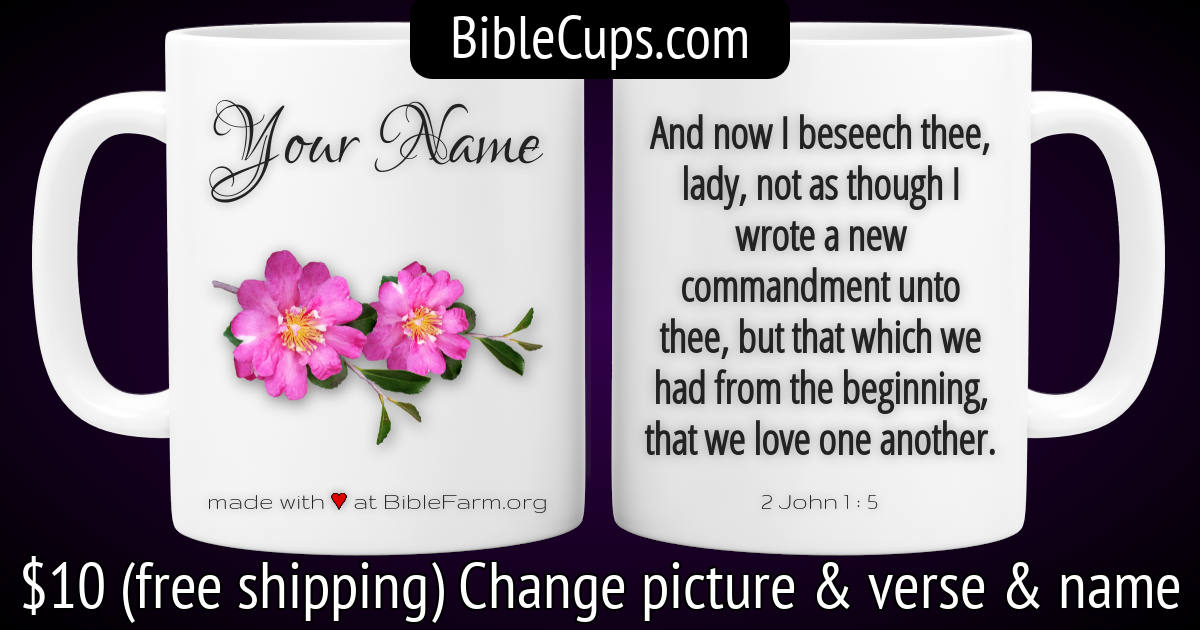 BibleCups.com
Your Name
made with ♥ at BibleFarm.org
And now I beseech thee,
lady, not as though I
wrote a new
commandment unto
thee, but that which we
had from the beginning,
that we love one another.
2 John 1 : 5
$10 (free shipping) Change picture & verse & name